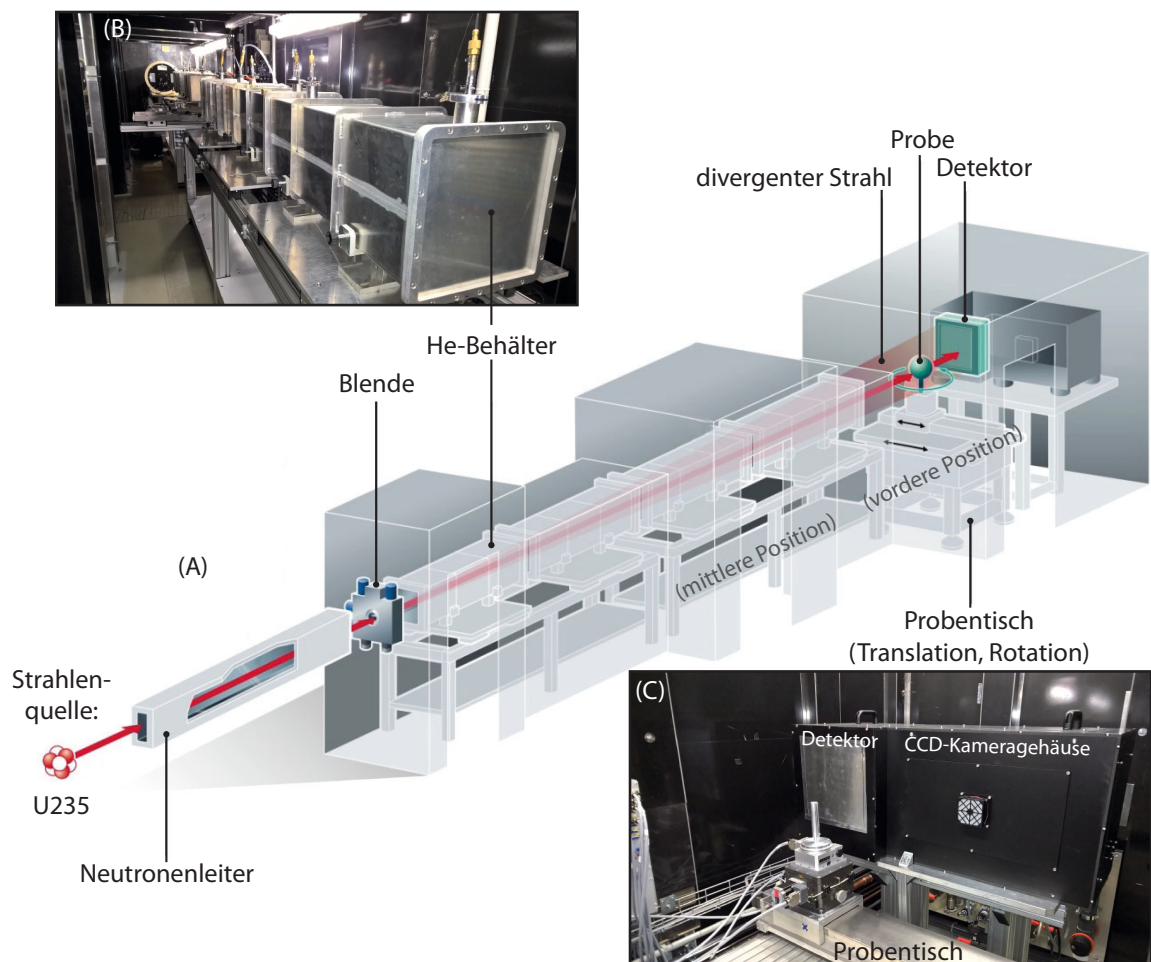 (B)
Probe
divergenter Strahl
Detektor
He-Behälter
Blende
(vordere Position)
(mittlere Position)
(A)
Probentisch
(Translation, Rotation)
Strahlen-
quelle:
U235
Neutronenleiter
(C)
Detektor
CCD-Kameragehäuse
Probentisch